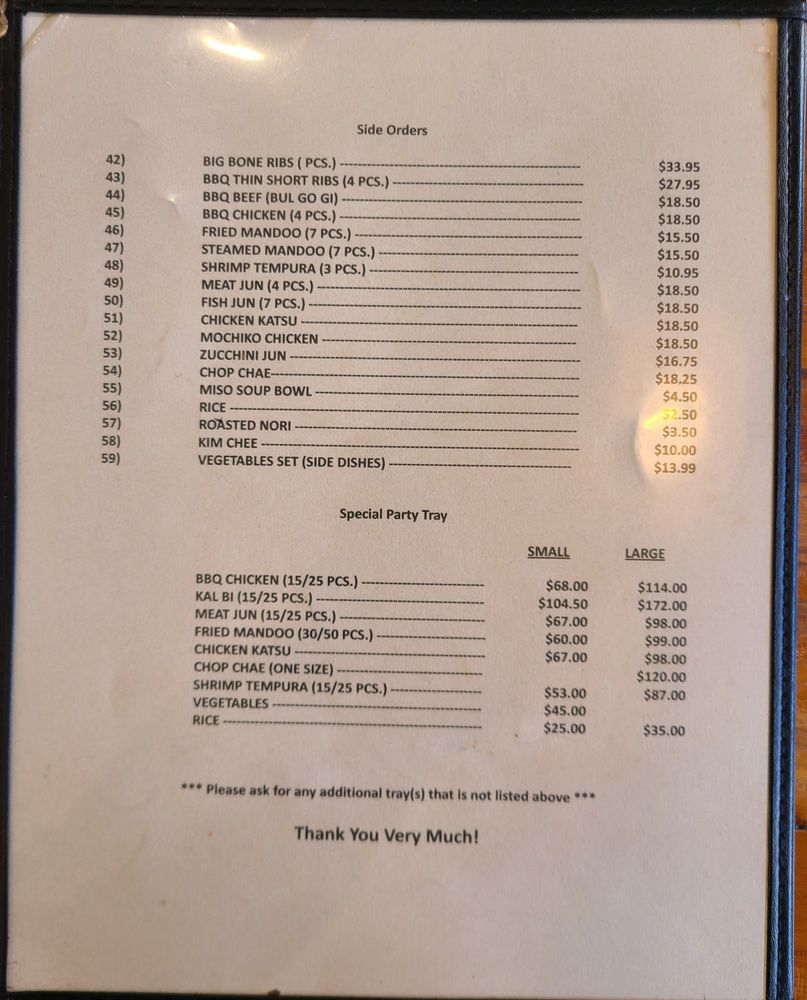 Side Orders
42) BIG BONE RIBS ( PCS.) $33.95
43) BBQ THIN SHORT RIBS (4 PCS.) $27.95
44) BBQ BEEF (BUL GO GI) $18.50
45) BBQ CHICKEN (4 PCS.) $18.50
46) FRIED MANDOO (7 PCS.) $15.50
47) STEAMED MANDOO (7 PCS.) $15.50
48) SHRIMP TEMPURA (3 PCS.) $10.95
49) MEAT JUN (4 PCS.) $18.50
50) FISH JUN (7 PCS.) $18.50
51) CHICKEN KATSU $18.50
52) MOCHIKO CHICKEN $18.50
53) ZUCCHINI JUN $16.75
54) CHOP CHAE $18.25
55) MISO SOUP BOWL $4.50
56) RICE $2.50
57) ROASTED NORI $3.50
58) KIM CHEE $10.00
59) VEGETABLES SET (SIDE DISHES) $13.99
Special Party Tray
SMALL LARGE
BBQ CHICKEN (15/25 PCS.) $68.00 $114.00
KAL BI (15/25 PCS.) $104.50 $172.00
MEAT JUN (15/25 PCS.) $67.00 $98.00
FRIED MANDOO (30/50 PCS.) $60.00 $99.00
CHICKEN KATSU $67.00 $98.00
CHOP CHAE (ONE SIZE) $120.00
SHRIMP TEMPURA (15/25 PCS.) $53.00 $87.00
VEGETABLES $45.00
RICE $25.00 $35.00
*** Please ask for any additional tray(s) that is not listed above ***
Thank You Very Much!